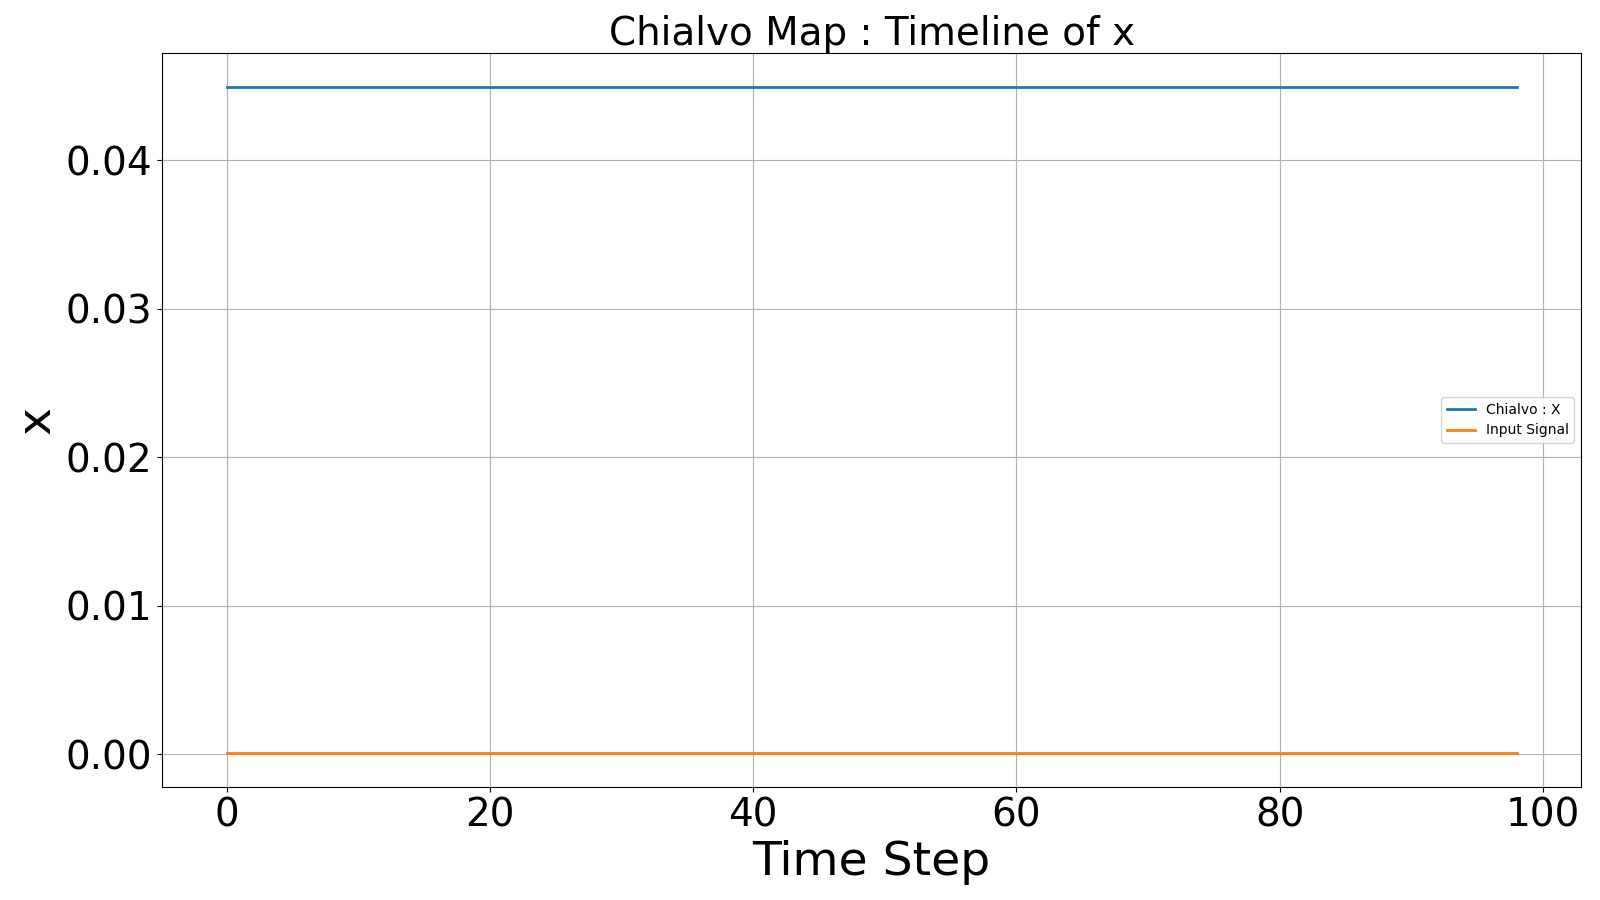 Chialvo Map : Timeline of x
x
0.04
0.03
0.02
0.01
0.00
Chialvo : X
Input Signal
0 20 40 60 80 100
Time Step